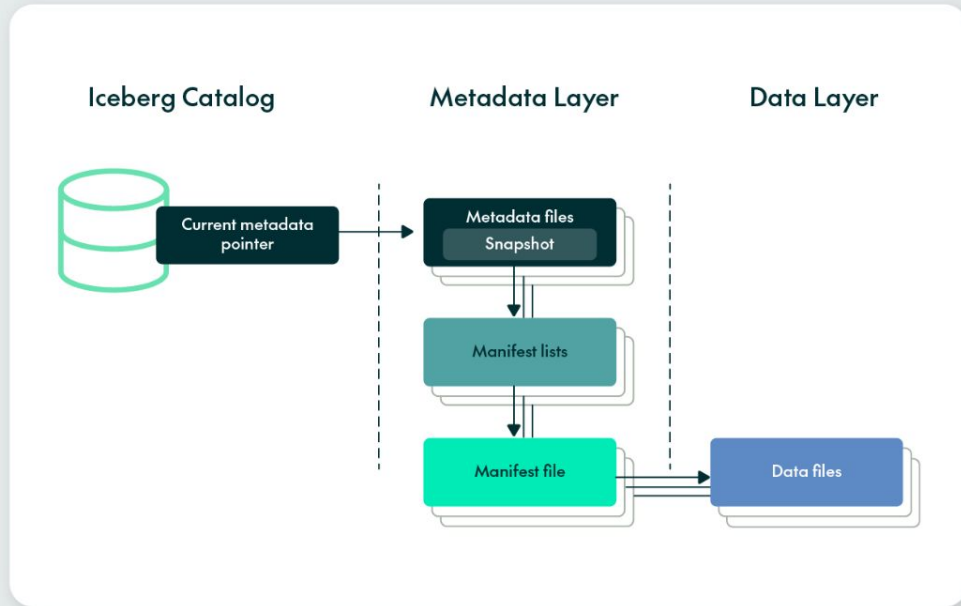 Iceberg Catalog
Metadata Layer
Data Layer
Current metadata
pointer
Metadata files
Snapshot
Manifest lists
Manifest file
Data files